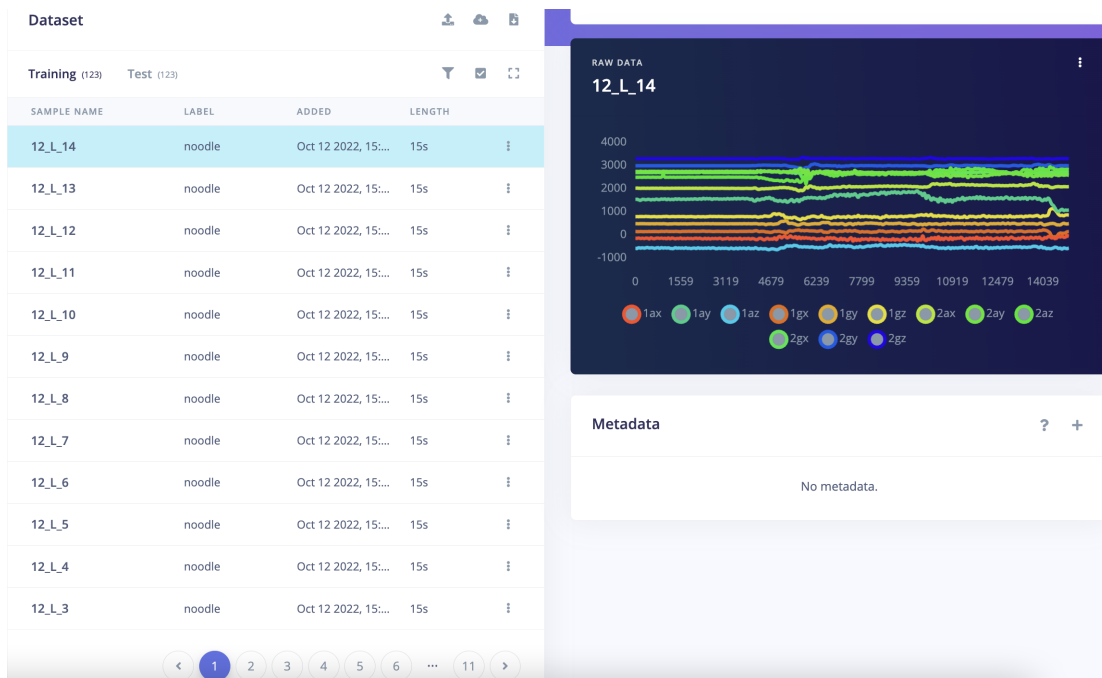 Dataset
Training (123) Test (123)
SAMPLE NAME LABEL ADDED LENGTH
12_L_14 noodle Oct 12 2022, 15:... 15s
12_L_13 noodle Oct 12 2022, 15:... 15s
12_L_12 noodle Oct 12 2022, 15:... 15s
12_L_11 noodle Oct 12 2022, 15:... 15s
12_L_10 noodle Oct 12 2022, 15:... 15s
12_L_9 noodle Oct 12 2022, 15:... 15s
12_L_8 noodle Oct 12 2022, 15:... 15s
12_L_7 noodle Oct 12 2022, 15:... 15s
12_L_6 noodle Oct 12 2022, 15:... 15s
12_L_5 noodle Oct 12 2022, 15:... 15s
12_L_4 noodle Oct 12 2022, 15:... 15s
12_L_3 noodle Oct 12 2022, 15:... 15s
1 2 3 4 5 6 ... 11
RAW DATA
12_L_14
4000
3000
2000
1000
0
-1000
0 1559 3119 4679 6239 7799 9359 10919 12479 14039
1ax 1ay 1az 1gx 1gy 1gz 2ax 2ay 2az
2gx 2gy 2gz
Metadata ? +
No metadata.